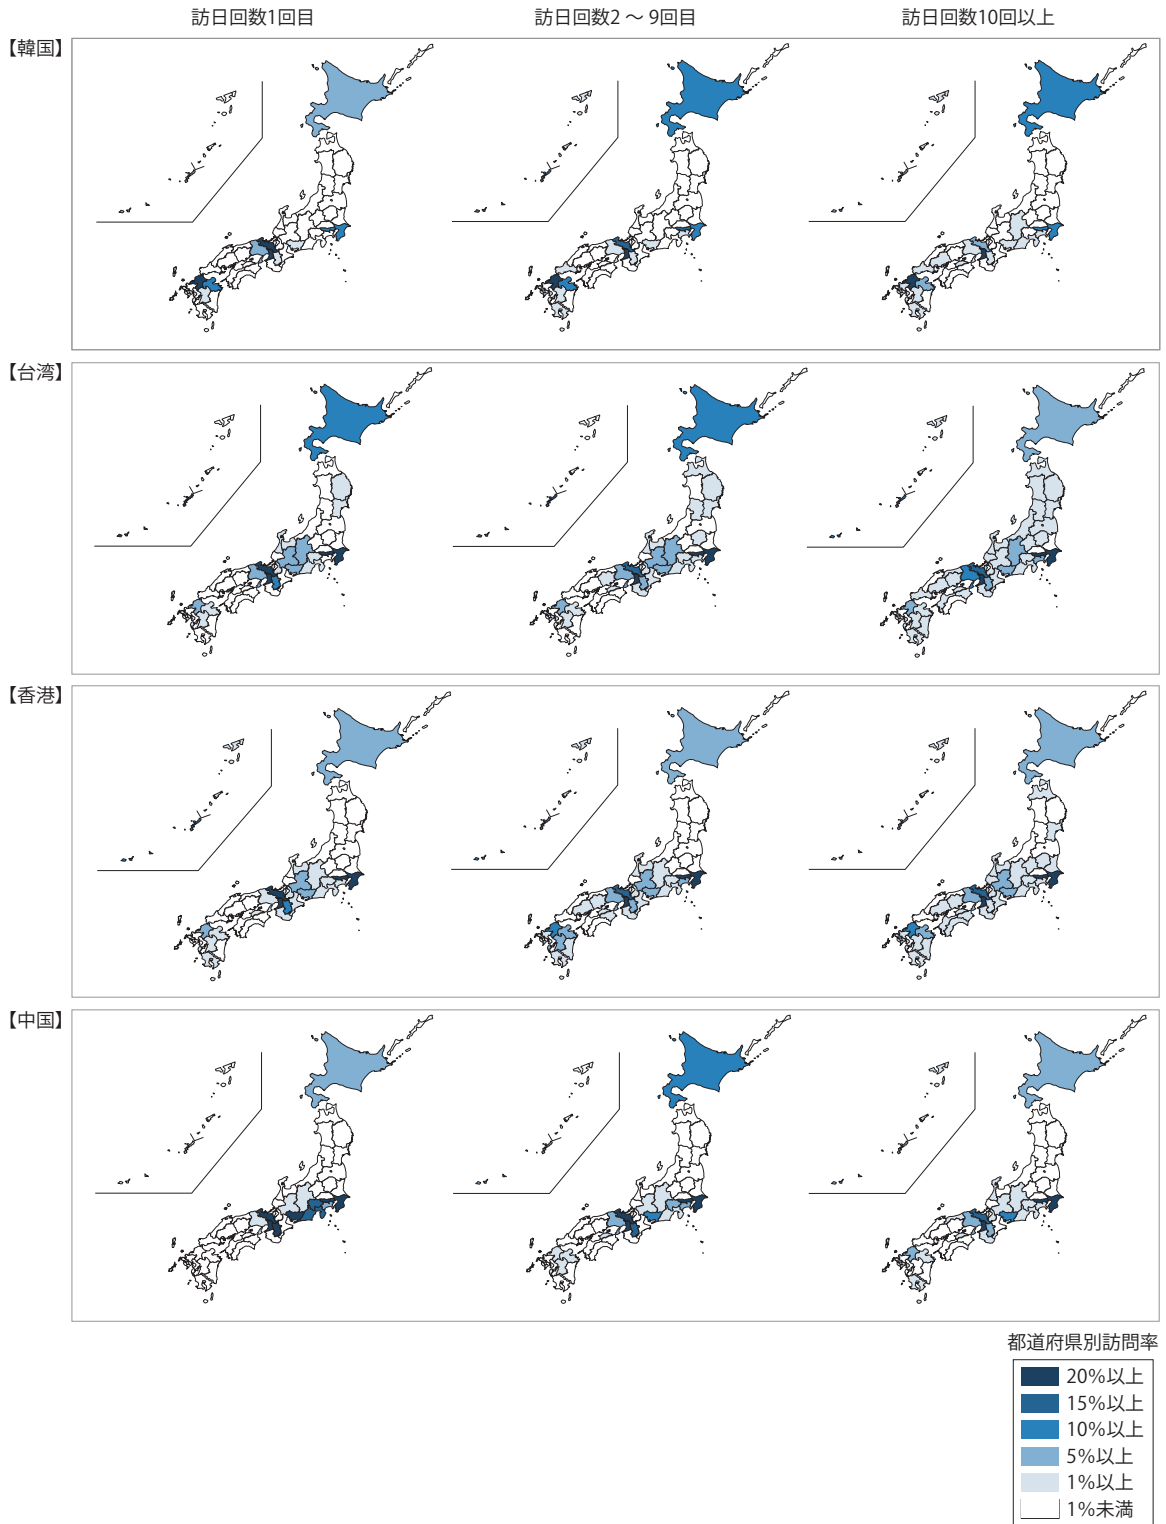 訪日回数1回目
訪日回数2 ～ 9回目
訪日回数10回以上
【韓国】
【台湾】
【香港】
【中国】
都道府県別訪問率
20%以上
15%以上
10%以上
5%以上
1%以上
1%未満